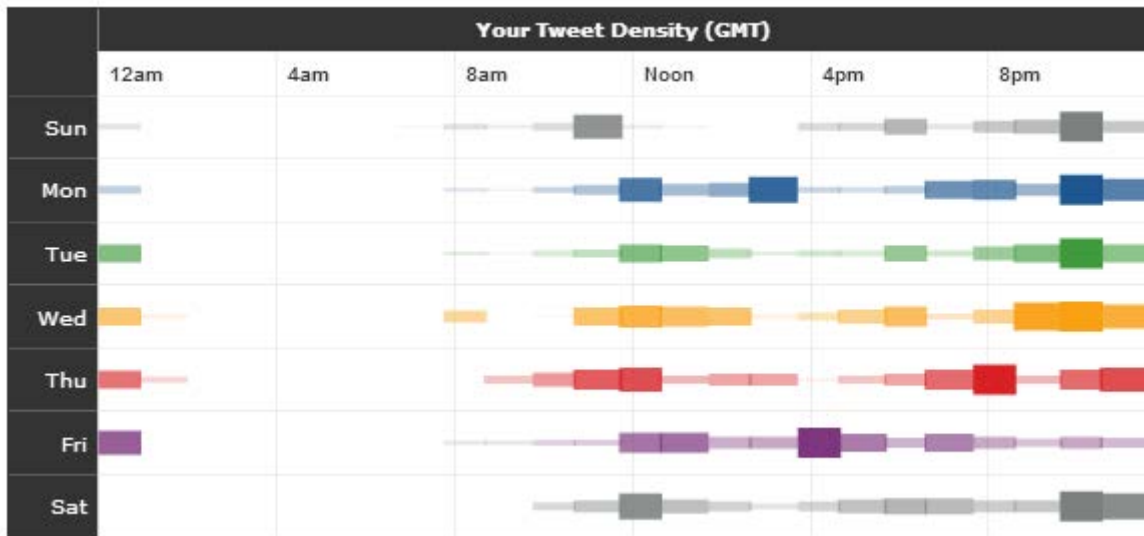 Your Tweet Density (GMT)
12am 4am 8am Noon 4pm 8pm
Sun
Mon
Tue
Wed
Thu
Fri
Sat